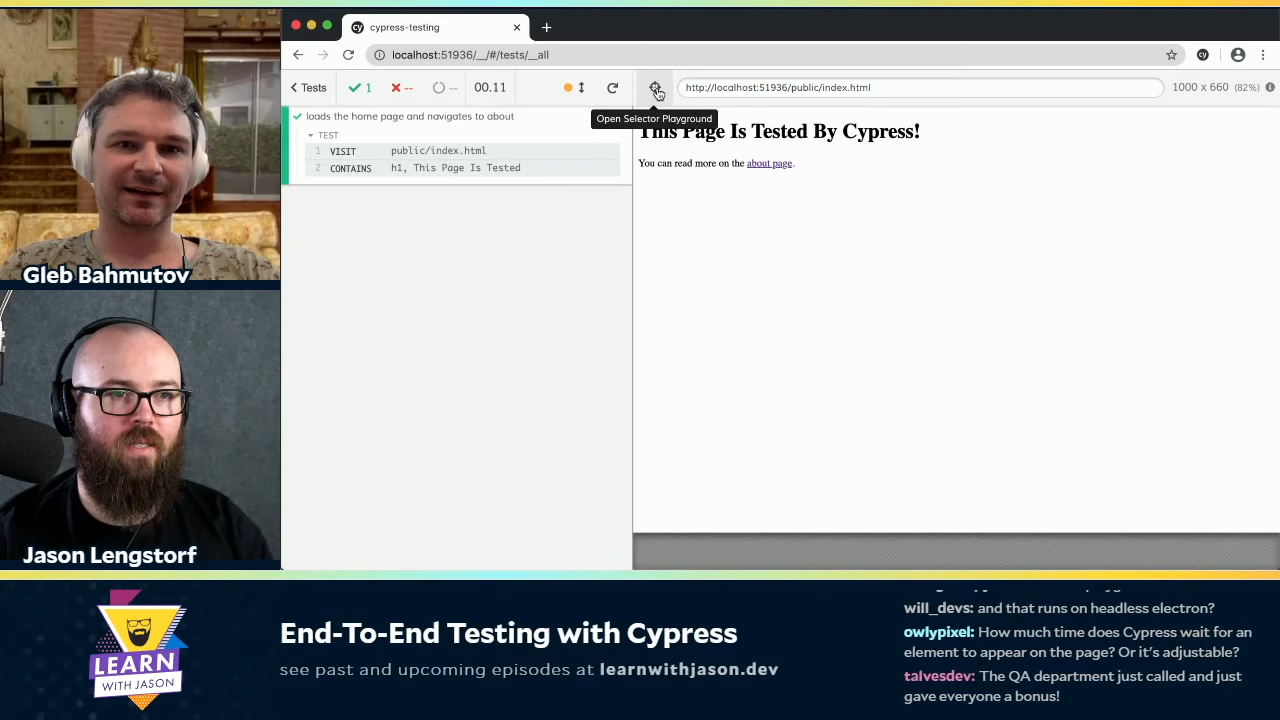 cypress-testing
localhost:51936/__/#/tests/__all
Tests
1
--
--
00.11
http://localhost:51936/public/index.html
1000 x 660 (82%)
loads the home page and navigates to about
Open Selector Playground
TEST
This Page Is Tested By Cypress!
1 VISIT public/index.html
2 CONTAINS h1, This Page Is Tested
You can read more on the about page.
Gleb Bahmutov
Jason Lengstorf
LEARN
WITH JASON
End-To-End Testing with Cypress
see past and upcoming episodes at learnwithjason.dev
will_devs: and that runs on headless electron?
owlypixel: How much time does Cypress wait for an
element to appear on the page? Or it's adjustable?
talvesdev: The QA department just called and just
gave everyone a bonus!